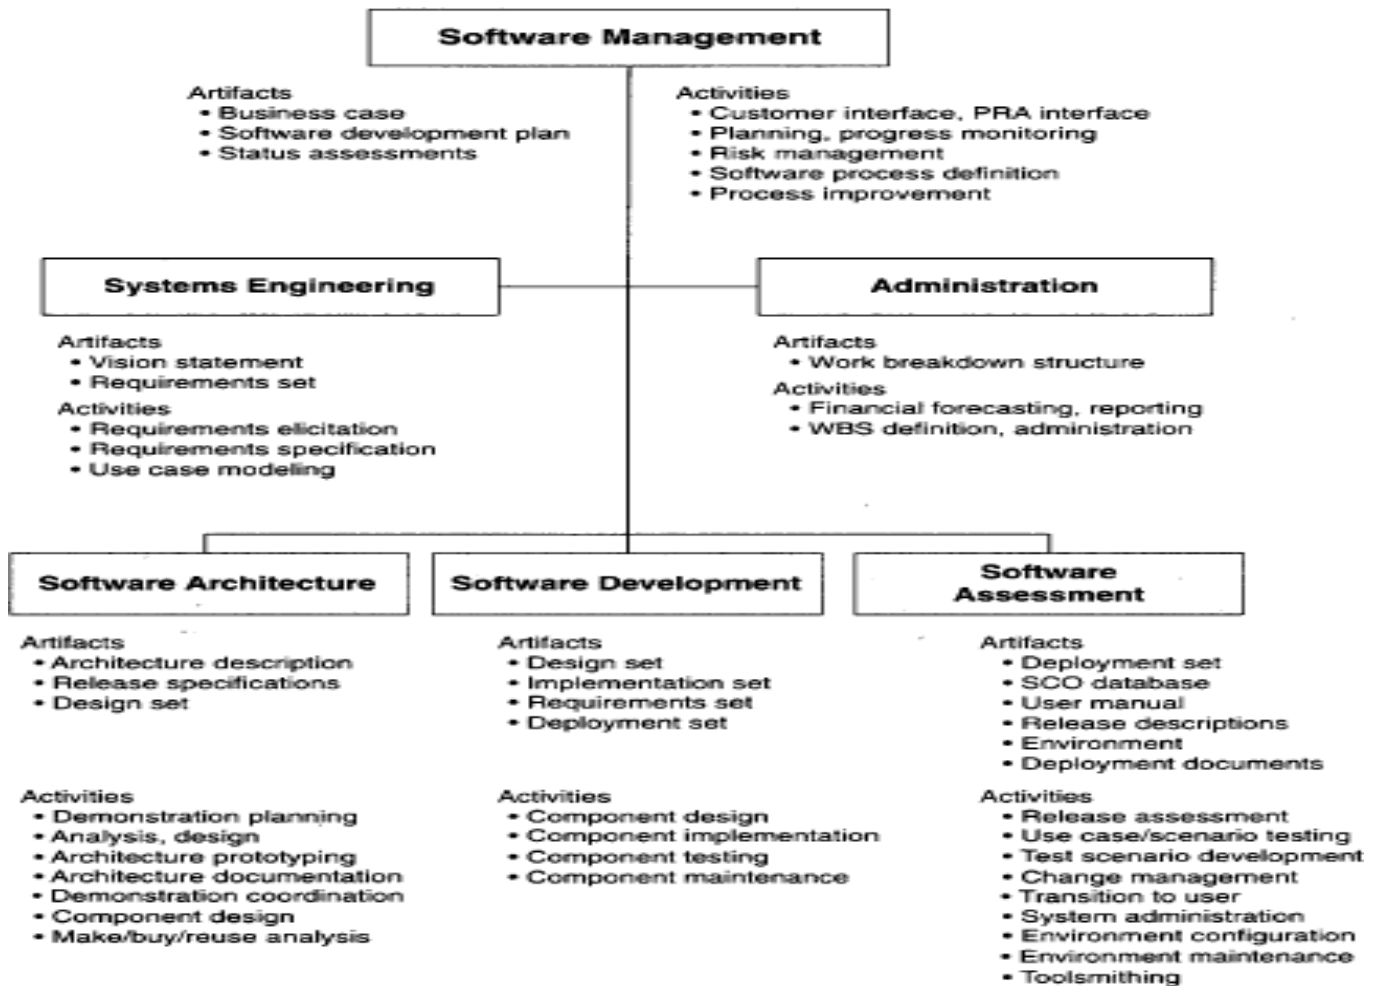 Software Management
Artifacts
• Business case
• Software development plan
• Status assessments
Activities
• Customer interface, PRA interface
• Planning, progress monitoring
• Risk management
• Software process definition
• Process improvement
Systems Engineering
Artifacts
• Vision statement
• Requirements set
Activities
• Requirements elicitation
• Requirements specification
• Use case modeling
Administration
Artifacts
• Work breakdown structure
Activities
• Financial forecasting, reporting
• WBS definition, administration
Software Architecture
Artifacts
• Architecture description
• Release specifications
• Design set
Activities
• Demonstration planning
• Analysis, design
• Architecture prototyping
• Architecture documentation
• Demonstration coordination
• Component design
• Make/buy/reuse analysis
Software Development
Artifacts
• Design set
• Implementation set
• Requirements set
• Deployment set
Activities
• Component design
• Component implementation
• Component testing
• Component maintenance
Software
Assessment
Artifacts
• Deployment set
• SCO database
• User manual
• Release descriptions
• Environment
• Deployment documents
Activities
• Release assessment
• Use case/scenario testing
• Test scenario development
• Change management
• Transition to user
• System administration
• Environment configuration
• Environment maintenance
• Toolsmithing